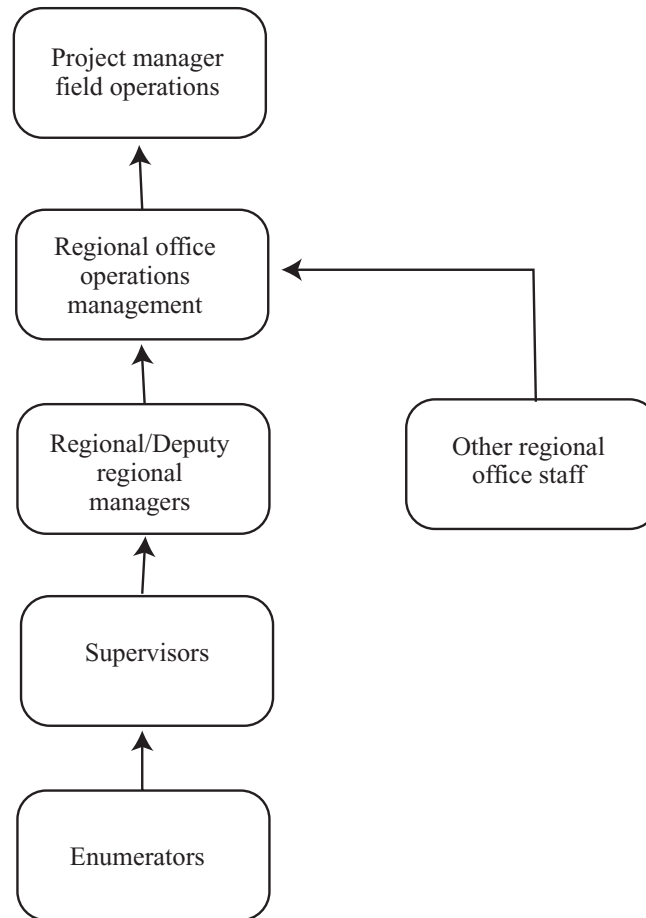 Project manager
field operations
Regional office
operations
management
Regional/Deputy
regional
managers
Other regional
office staff
Supervisors
Enumerators